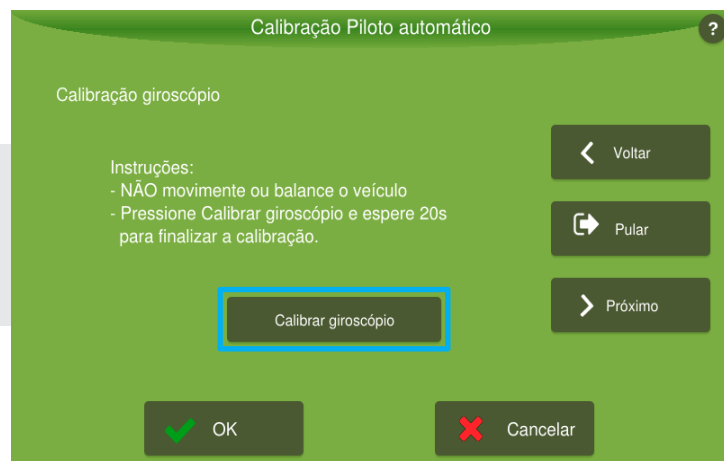 Calibração Piloto automático
?
Calibração giroscópio
Instruções:
- NÃO movimente ou balance o veículo
- Pressione Calibrar giroscópio e espere 20s
para finalizar a calibração.
Voltar
Pular
Próximo
Calibrar giroscópio
OK
Cancelar